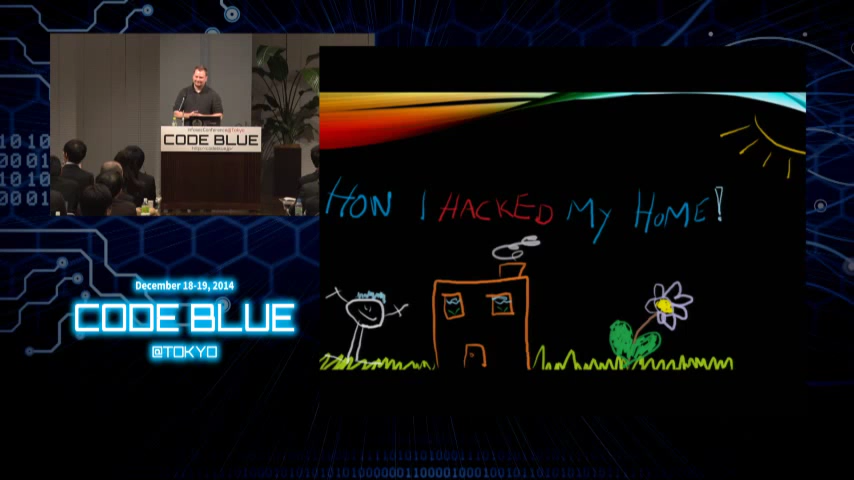 CODE BLUE
December 18-19, 2014
CODE BLUE
@TOKYO
HOW I HACKED MY HOME!